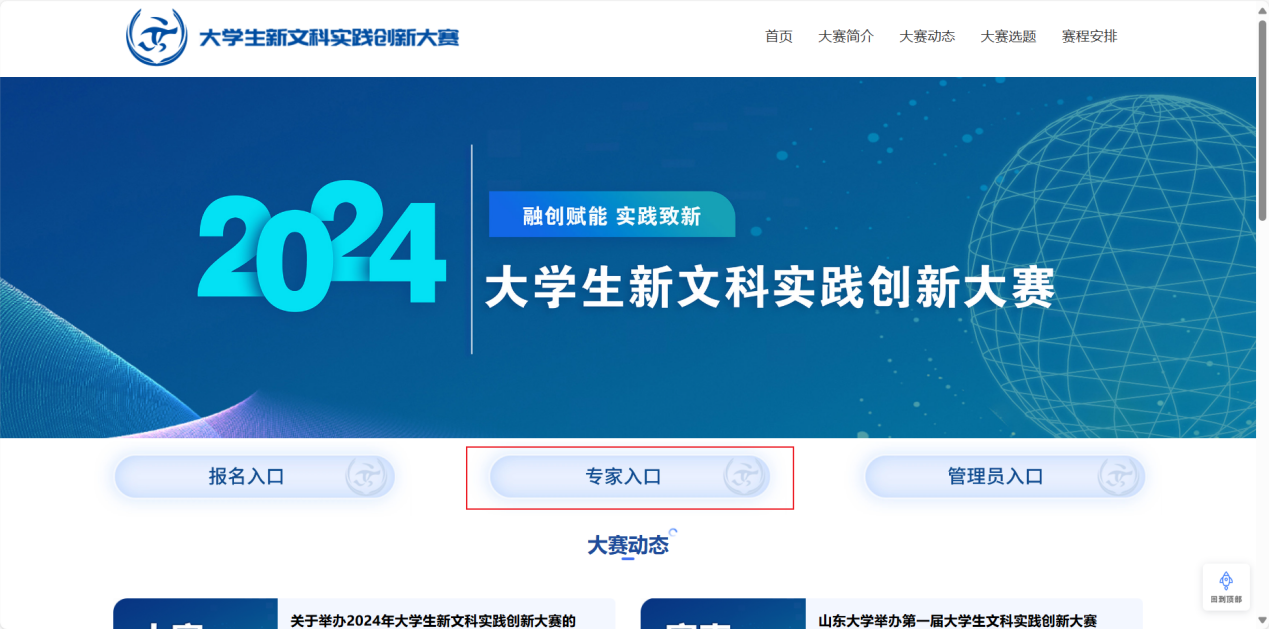 大学生新文科实践创新大赛
首页 大赛简介 大赛动态 大赛选题 赛程安排
2024
融创赋能 实践致新
大学生新文科实践创新大赛
报名入口 专家入口 管理员入口
大赛动态
关于举办2024年大学生新文科实践创新大赛的
山东大学举办第一届大学生文科实践创新大赛
回到顶部